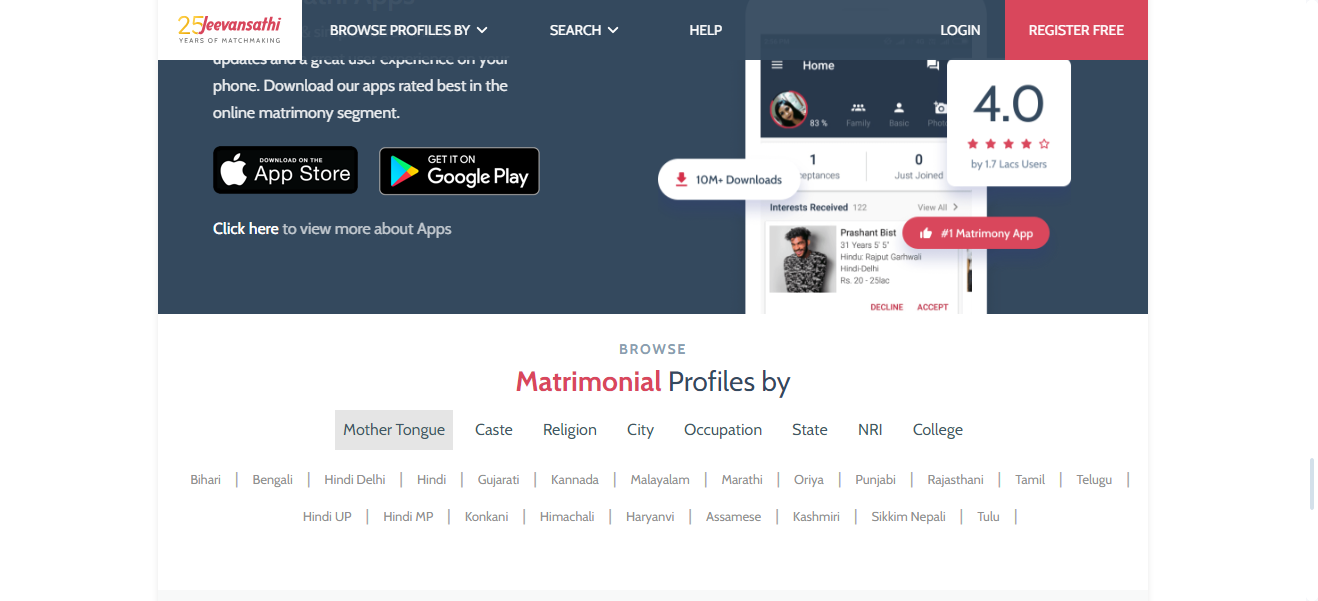 25 Jeevansathi
YEARS OF MATCHMAKING
BROWSE PROFILES BY
SEARCH
HELP
LOGIN
REGISTER FREE
updates and a great user experience on your
phone. Download our apps rated best in the
online matrimony segment.
DOWNLOAD ON THE
App Store
GET IT ON
Google Play
Click here to view more about Apps
Home
83 %
Family
Basic
4.0
by 1.7 Lacs Users
10M+ Downloads
1
0
Just Joined
Interests Received 122
View All
Prashant Bist
31 Years 5' 5"
Hindu: Rajput Garhwali
Hindi-Delhi
Rs. 20 - 25lac
DECLINE
ACCEPT
#1 Matrimony App
BROWSE
Matrimonial Profiles by
Mother Tongue
Caste
Religion
City
Occupation
State
NRI
College
Bihari | Bengali | Hindi Delhi | Hindi | Gujarati | Kannada | Malayalam | Marathi | Oriya | Punjabi | Rajasthani | Tamil | Telugu |
Hindi UP | Hindi MP | Konkani | Himachali | Haryanvi | Assamese | Kashmiri | Sikkim Nepali | Tulu |